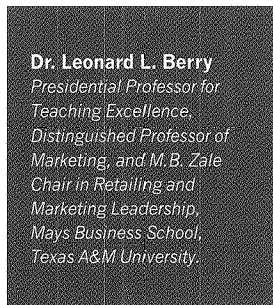 Dr. Leonard L. Berry
Presidential Professor for
Teaching Excellence,
Distinguished Professor of
Marketing, and M.B. Zale
Chair in Retailing and
Marketing Leadership,
Mays Business School,
Texas A&M University.